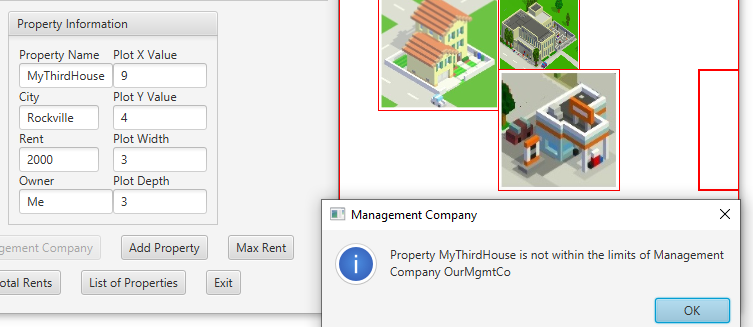 Property Information
Property Name Plot X Value
MyThirdHouse 9
City Plot Y Value
Rockville 4
Rent Plot Width
2000 3
Owner Plot Depth
Me 3
gement Company Add Property Max Rent
otal Rents List of Properties Exit
Management Company
Property MyThirdHouse is not within the limits of Management
Company OurMgmtCo
OK